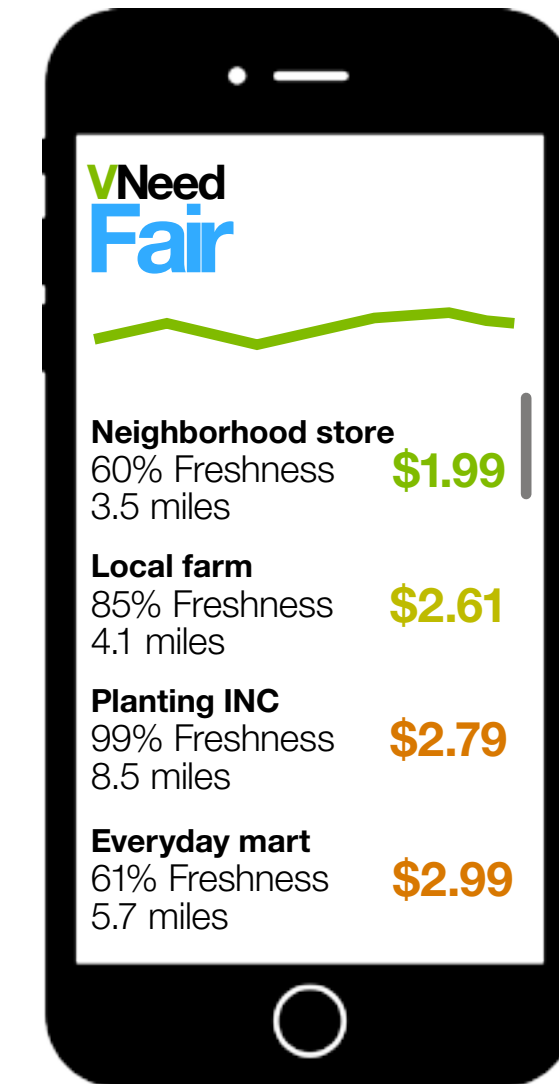 VNeed
Fair
Neighborhood store
60% Freshness
$1.99
3.5 miles
Local farm
85% Freshness
$2.61
4.1 miles
Planting INC
99% Freshness
$2.79
8.5 miles
Everyday mart
61% Freshness
$2.99
5.7 miles